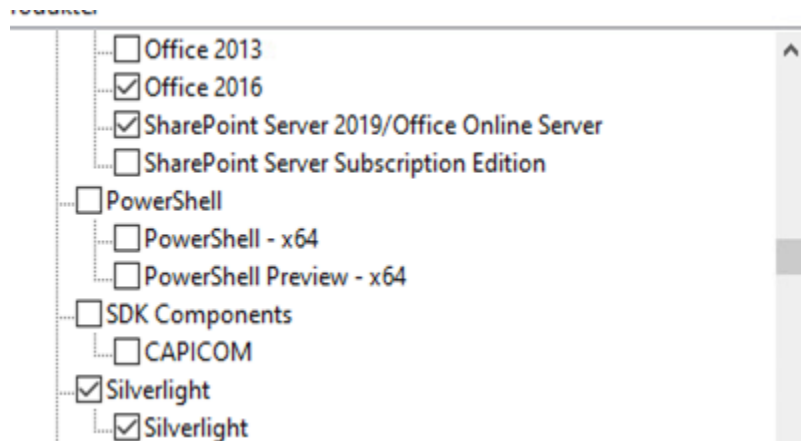 Office 2013
Office 2016
SharePoint Server 2019/Office Online Server
SharePoint Server Subscription Edition
PowerShell
PowerShell - x64
PowerShell Preview - x64
SDK Components
CAPICOM
Silverlight
Silverlight